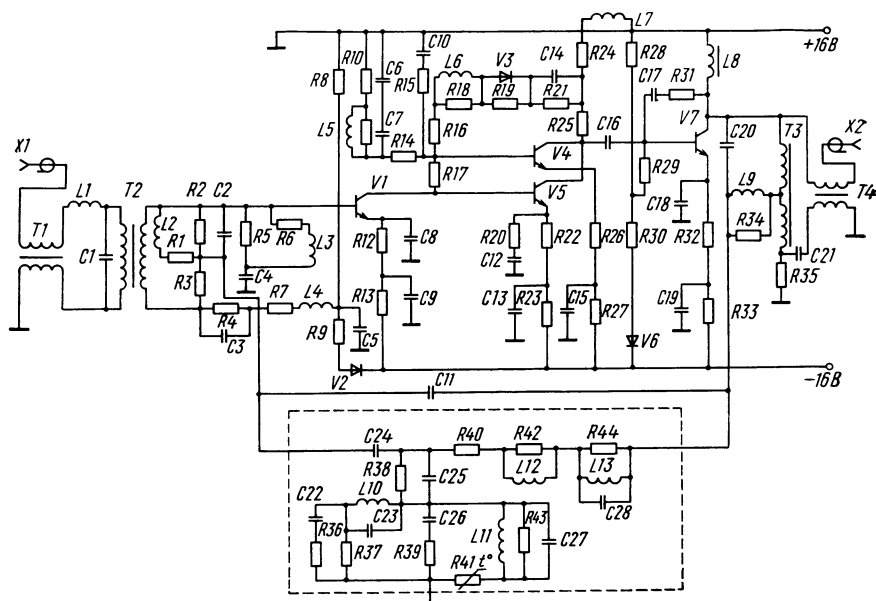 L7
C10
+16В
R10
C6
L6
V3
C14
R24
R28
L8
R8
R15
C17
R31
R18
R19
R21
C7
V7
X1
L5
R16
R25
C16
C20
T3
X2
R14
V4
R29
R17
L1
T2
R2
C2
V1
V5
L9
T4
L2
C18
T1
R5
R6
L3
R12
C8
R20
R22
R26
R30
R32
R34
C1
R1
C12
C21
R3
C4
R35
R7
L4
R13
C9
C13
R23
C15
R27
C19
R33
R4
R9
C5
C3
V6
V2
−16В
C11
C24
R40
R42
R44
R38
L12
L13
C25
L10
C22
C28
C23
C26
L11
R43
R36
R37
R39
C27
R41 t°